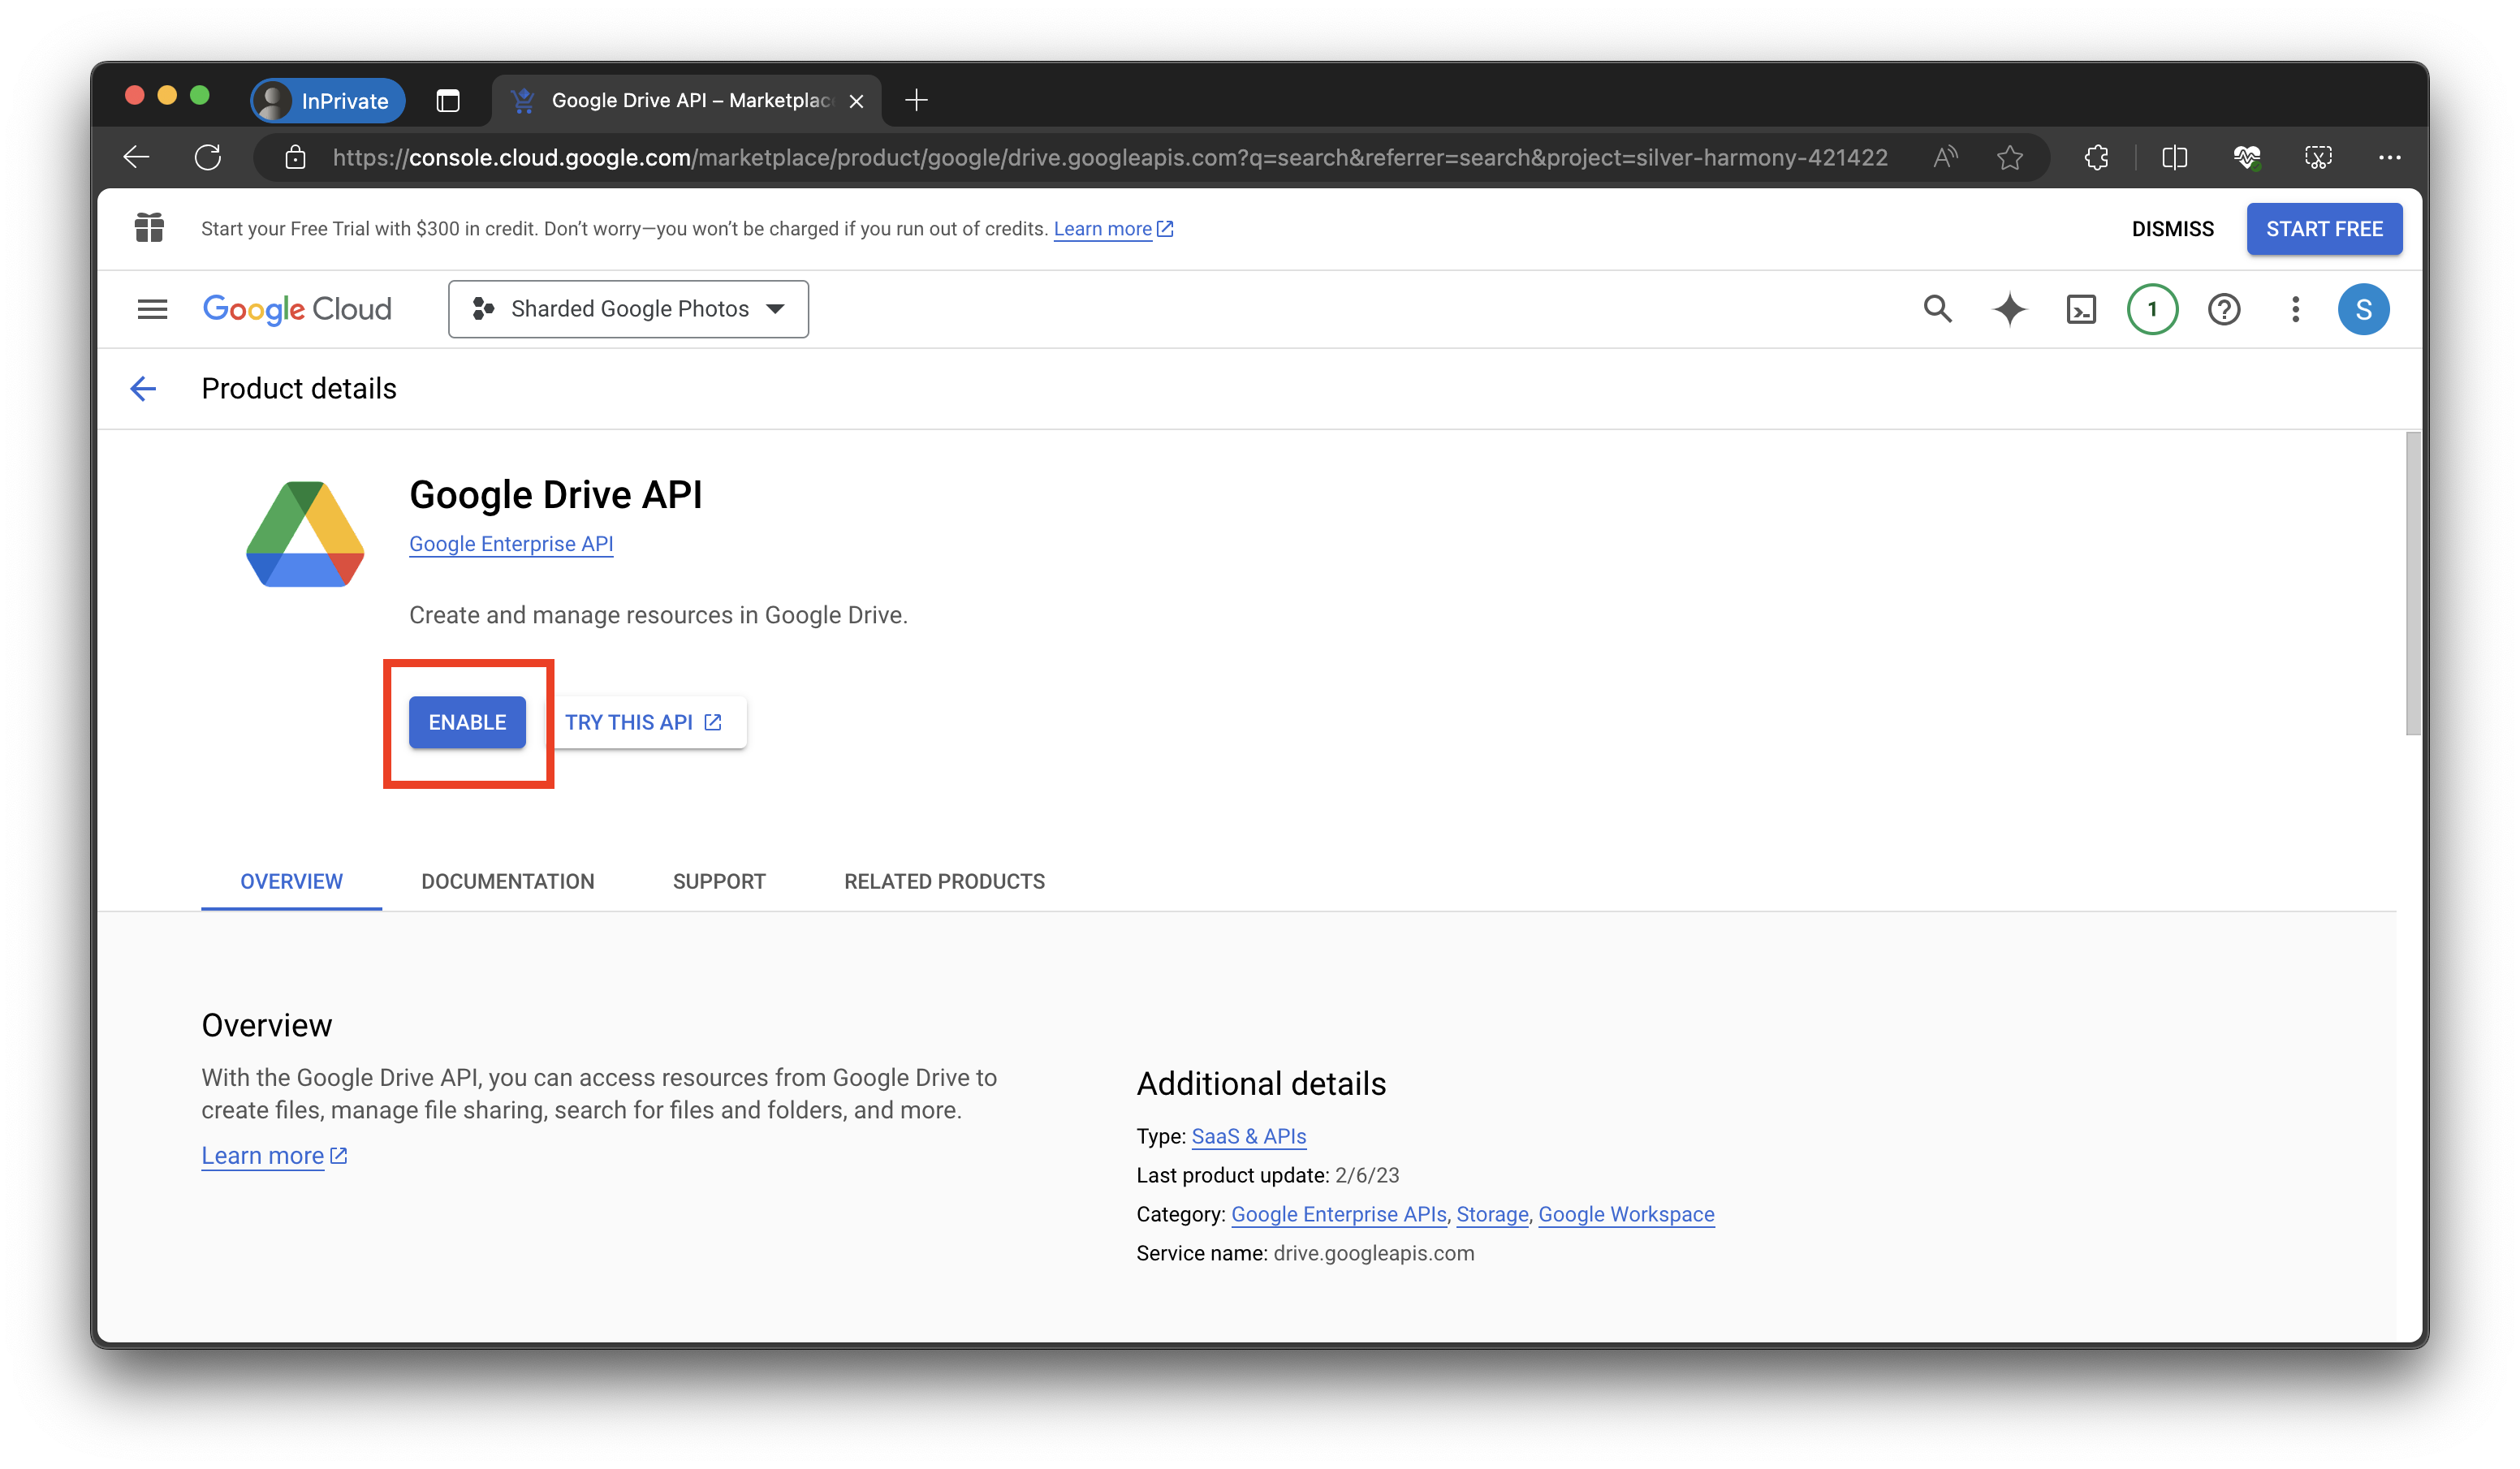 InPrivate
Google Drive API – Marketplac
https://console.cloud.google.com/marketplace/product/google/drive.googleapis.com?q=search&referrer=search&project=silver-harmony-421422
Start your Free Trial with $300 in credit. Don’t worry—you won’t be charged if you run out of credits. Learn more
DISMISS
START FREE
Google Cloud
Sharded Google Photos
1
S
Product details
Google Drive API
Google Enterprise API
Create and manage resources in Google Drive.
ENABLE
TRY THIS API
OVERVIEW
DOCUMENTATION
SUPPORT
RELATED PRODUCTS
Overview
With the Google Drive API, you can access resources from Google Drive to
create files, manage file sharing, search for files and folders, and more.
Learn more
Additional details
Type: SaaS & APIs
Last product update: 2/6/23
Category: Google Enterprise APIs, Storage, Google Workspace
Service name: drive.googleapis.com